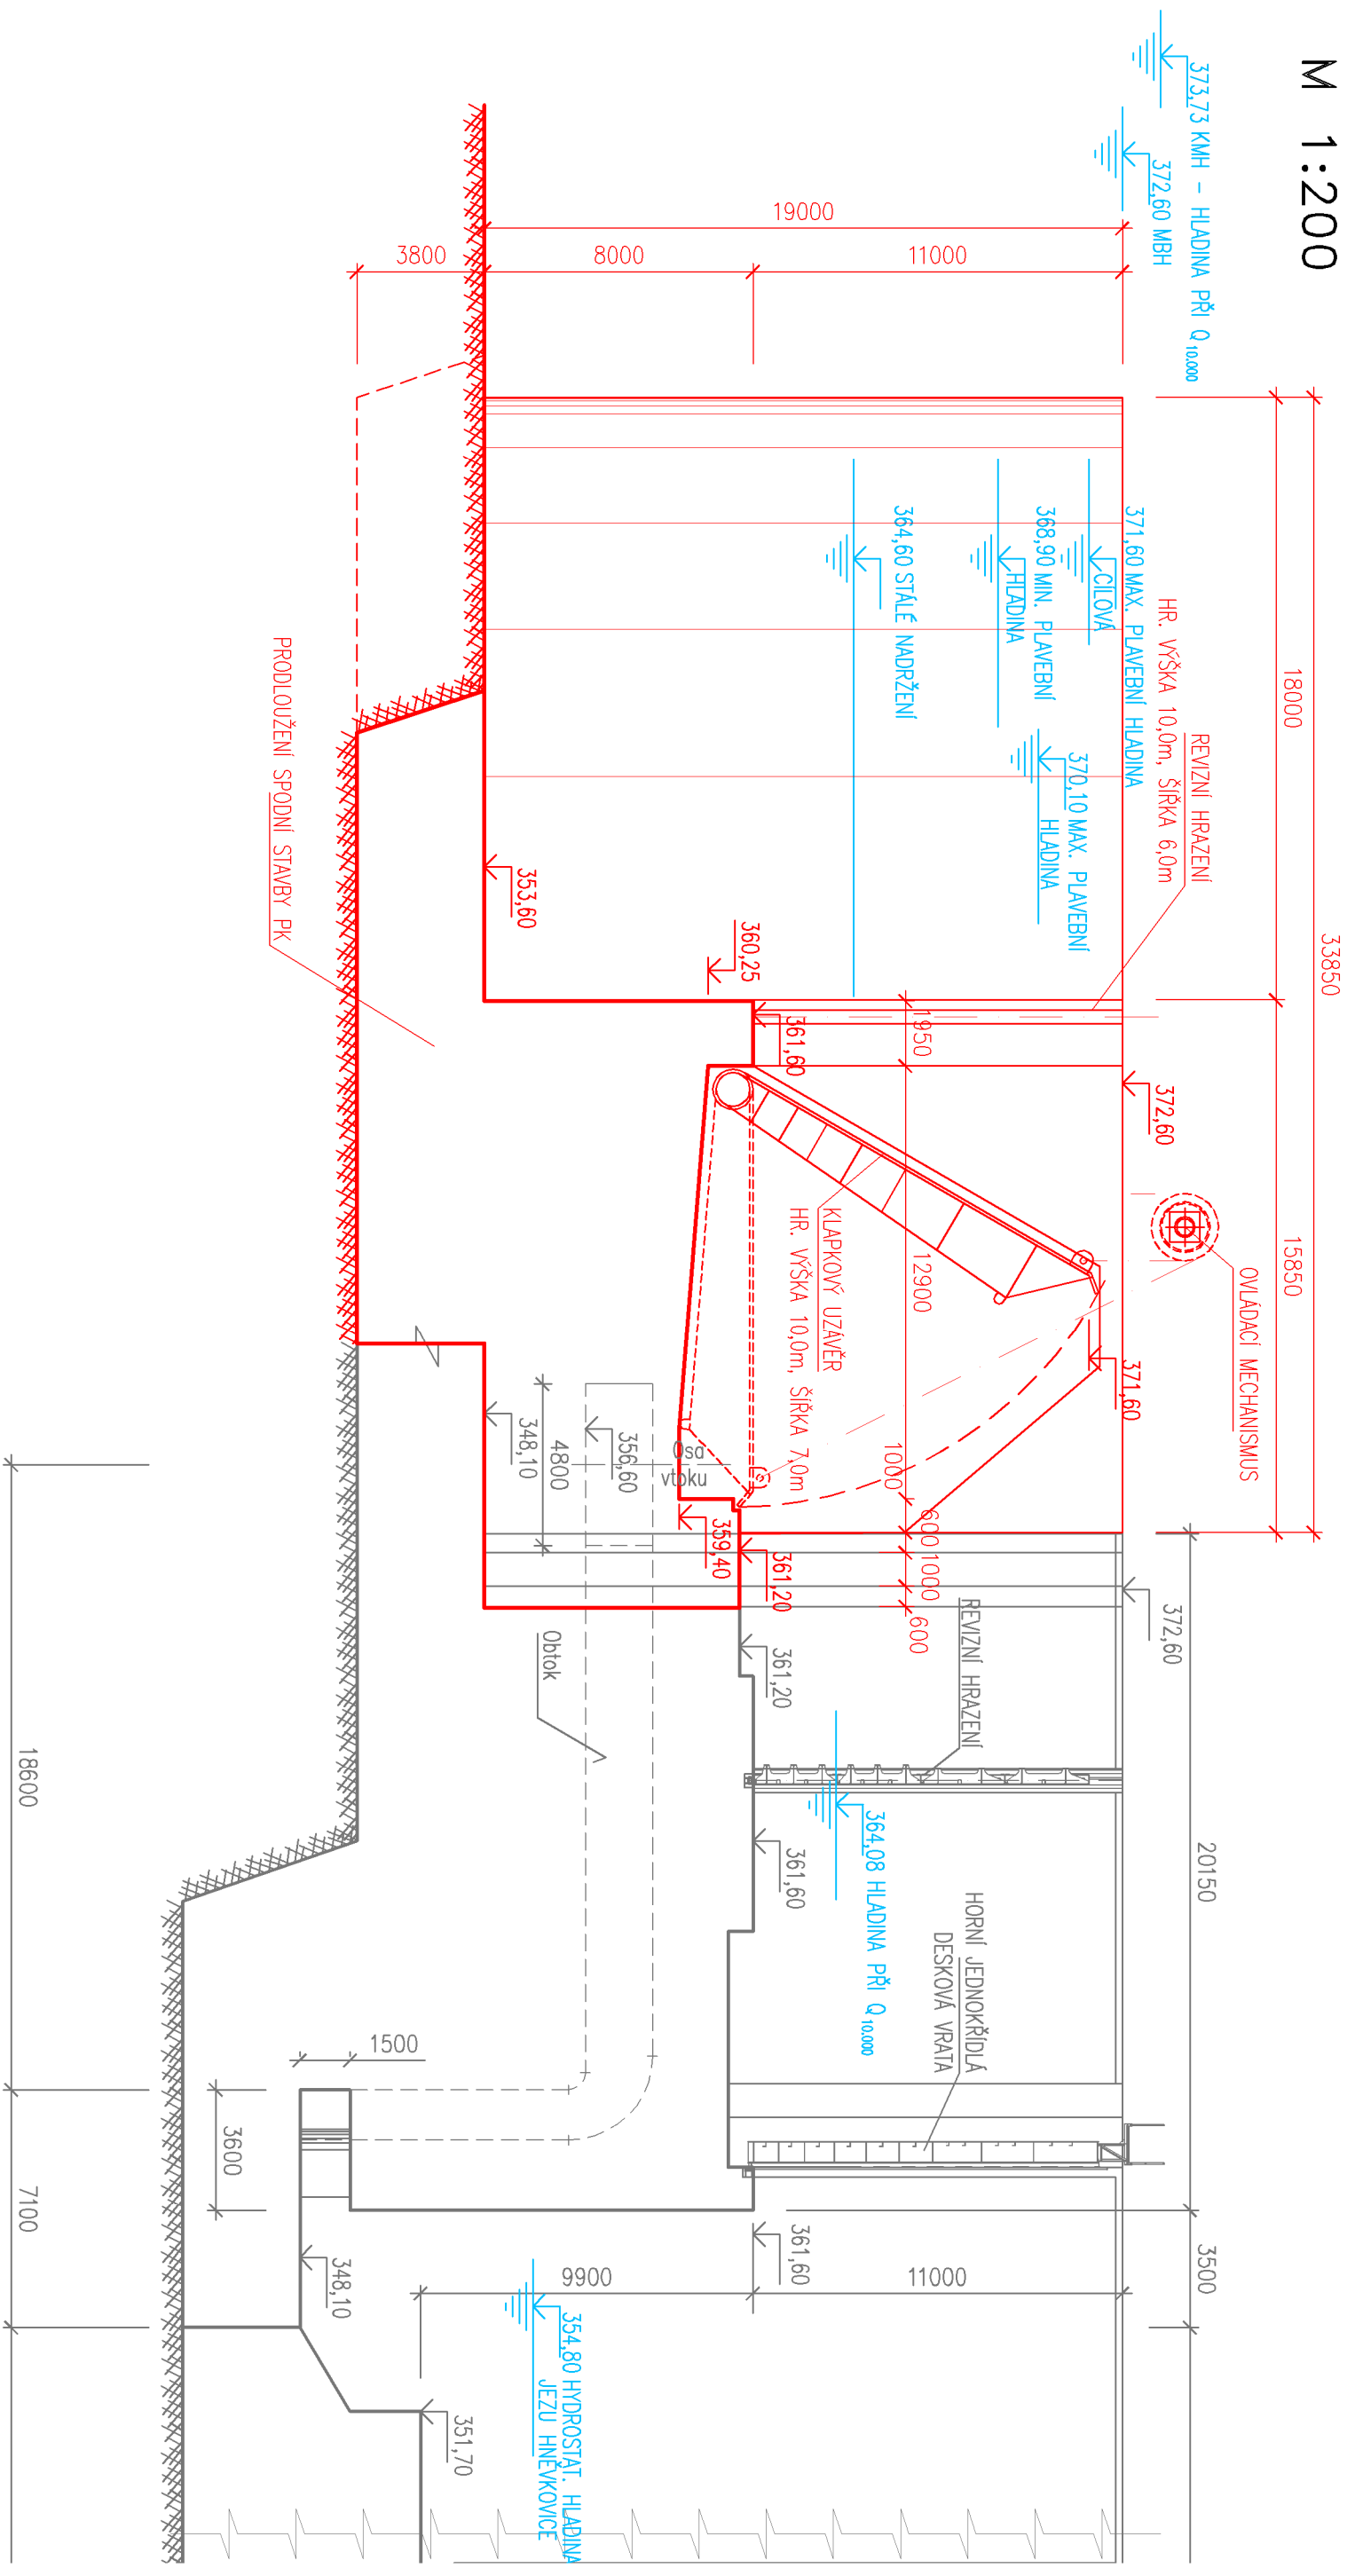 M 1:200
373,73 KMH – HLADINA PŘI Q10.000
372,60 MBH
33850
18000
15850
20150
3500
19000
11000
8000
3800
REVIZNÍ HRAZENÍ
HR. VÝŠKA 10,0m, ŠÍŘKA 6,0m
371,60 MAX. PLAVEBNÍ HLADINA
CÍLOVÁ
368,90 MIN. PLAVEBNÍ
HLADINA
370,10 MAX. PLAVEBNÍ
HLADINA
364,60 STÁLÉ NADRŽENÍ
OVLÁDACÍ MECHANISMUS
372,60
371,60
372,60
1950
12900
1000
600
1000
600
KLAPKOVÝ UZÁVĚR
HR. VÝŠKA 10,0m, ŠÍŘKA 7,0m
361,60
360,25
353,60
359,40
361,20
361,20
361,60
361,60
REVIZNÍ HRAZENÍ
364,08 HLADINA PŘI Q10.000
HORNÍ JEDNOKŘÍDLÁ
DESKOVÁ VRATA
Osa
vtoku
356,60
4800
348,10
Obtok
PRODLOUŽENÍ SPODNÍ STAVBY PK
11000
9900
354,80 HYDROSTAT. HLADINA
JEZU HNĚVKOVICE
351,70
348,10
1500
3600
18600
7100